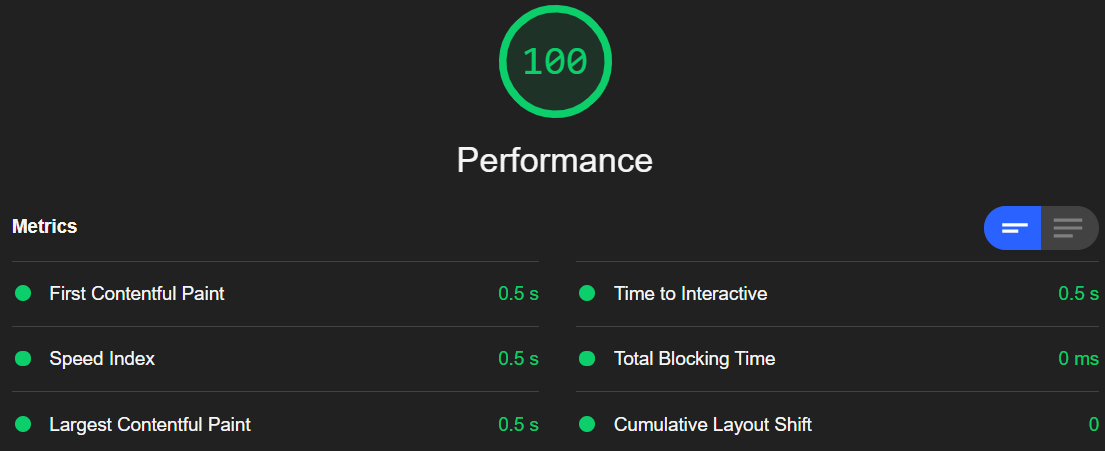 100
Performance
Metrics
First Contentful Paint 0.5 s
Time to Interactive 0.5 s
Speed Index 0.5 s
Total Blocking Time 0 ms
Largest Contentful Paint 0.5 s
Cumulative Layout Shift 0